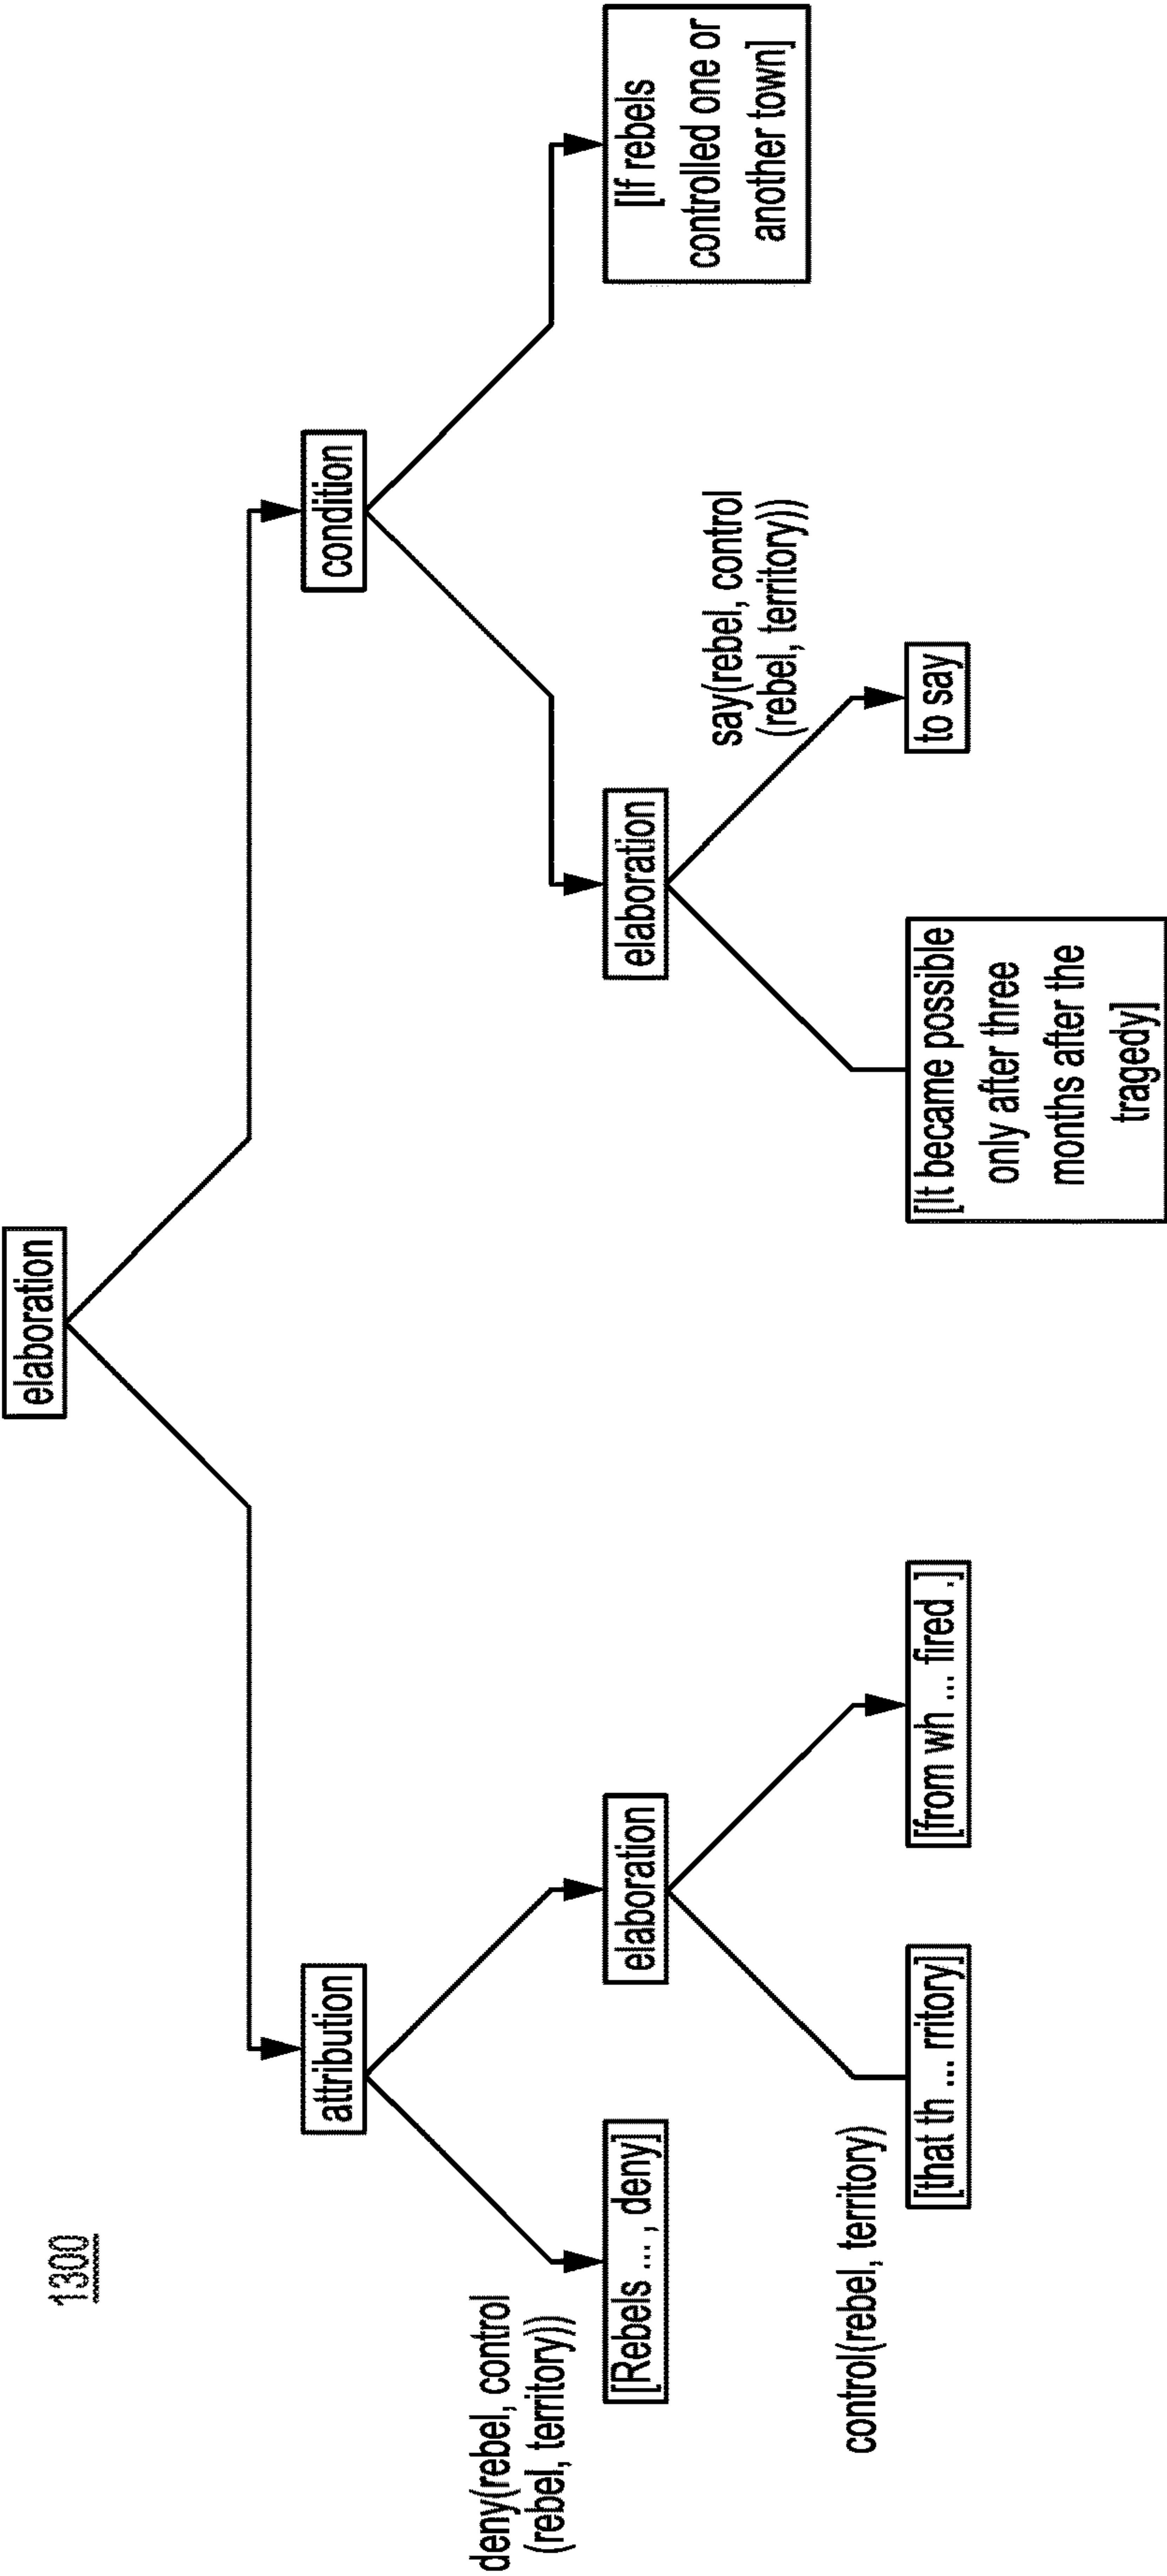 1300
elaboration
attribution
condition
deny(rebel, control
(rebel, territory))
[[Rebels ... , deny]
elaboration
elaboration
say(rebel, control
(rebel, territory))
[If rebels
controlled one or
another town]
control(rebel, territory)
[that th ... rritory]
[from wh ... fired .]
[It became possible
only after three
months after the
tragedy]
to say